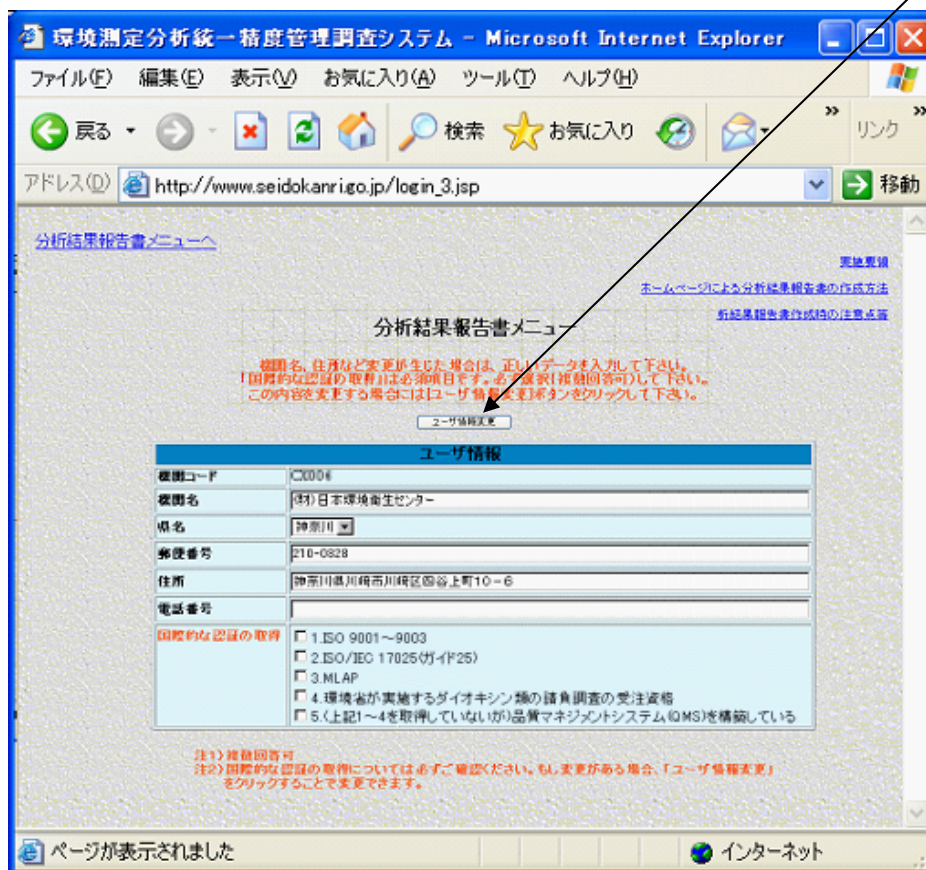 環境測定分析統一精度管理調査システム - Microsoft Internet Explorer
ファイル(F) 編集(E) 表示(V) お気に入り(A) ツール(T) ヘルプ(H)
戻る 検索 お気に入り » リンク »
アドレス(D) http://www.seidokanri.go.jp/login_3.jsp 移動
分析結果報告書メニューへ
実施要領
ホームページによる分析結果報告書の作成方法
析結果報告書作成時の注意点等
分析結果報告書メニュー
機関名、住所など変更が生じた場合は、正しいデータを入力して下さい。
「国際的な認証の取得」は必須項目です。必ず選択(複数回答可)して下さい。
この内容を変更する場合には[ユーザ情報変更]ボタンをクリックして下さい。
ユーザ情報変更
ユーザ情報
機関コード
機関名 (財)日本環境衛生センター
県名 神奈川
郵便番号 210-0828
住所 神奈川県川崎市川崎区四谷上町10-6
電話番号
国際的な認証の取得 1.ISO 9001～9003
2.ISO/IEC 17025(ガイド25)
3.MLAP
4.環境省が実施するダイオキシン類の請負調査の受注資格
5.(上記1～4を取得していないが)品質マネジメントシステム(QMS)を構築している
注1)複数回答可
注2)国際的な認証の取得については必ずご確認ください。もし変更がある場合、「ユーザ情報変更」
をクリックすることで変更できます。
ページが表示されました インターネット